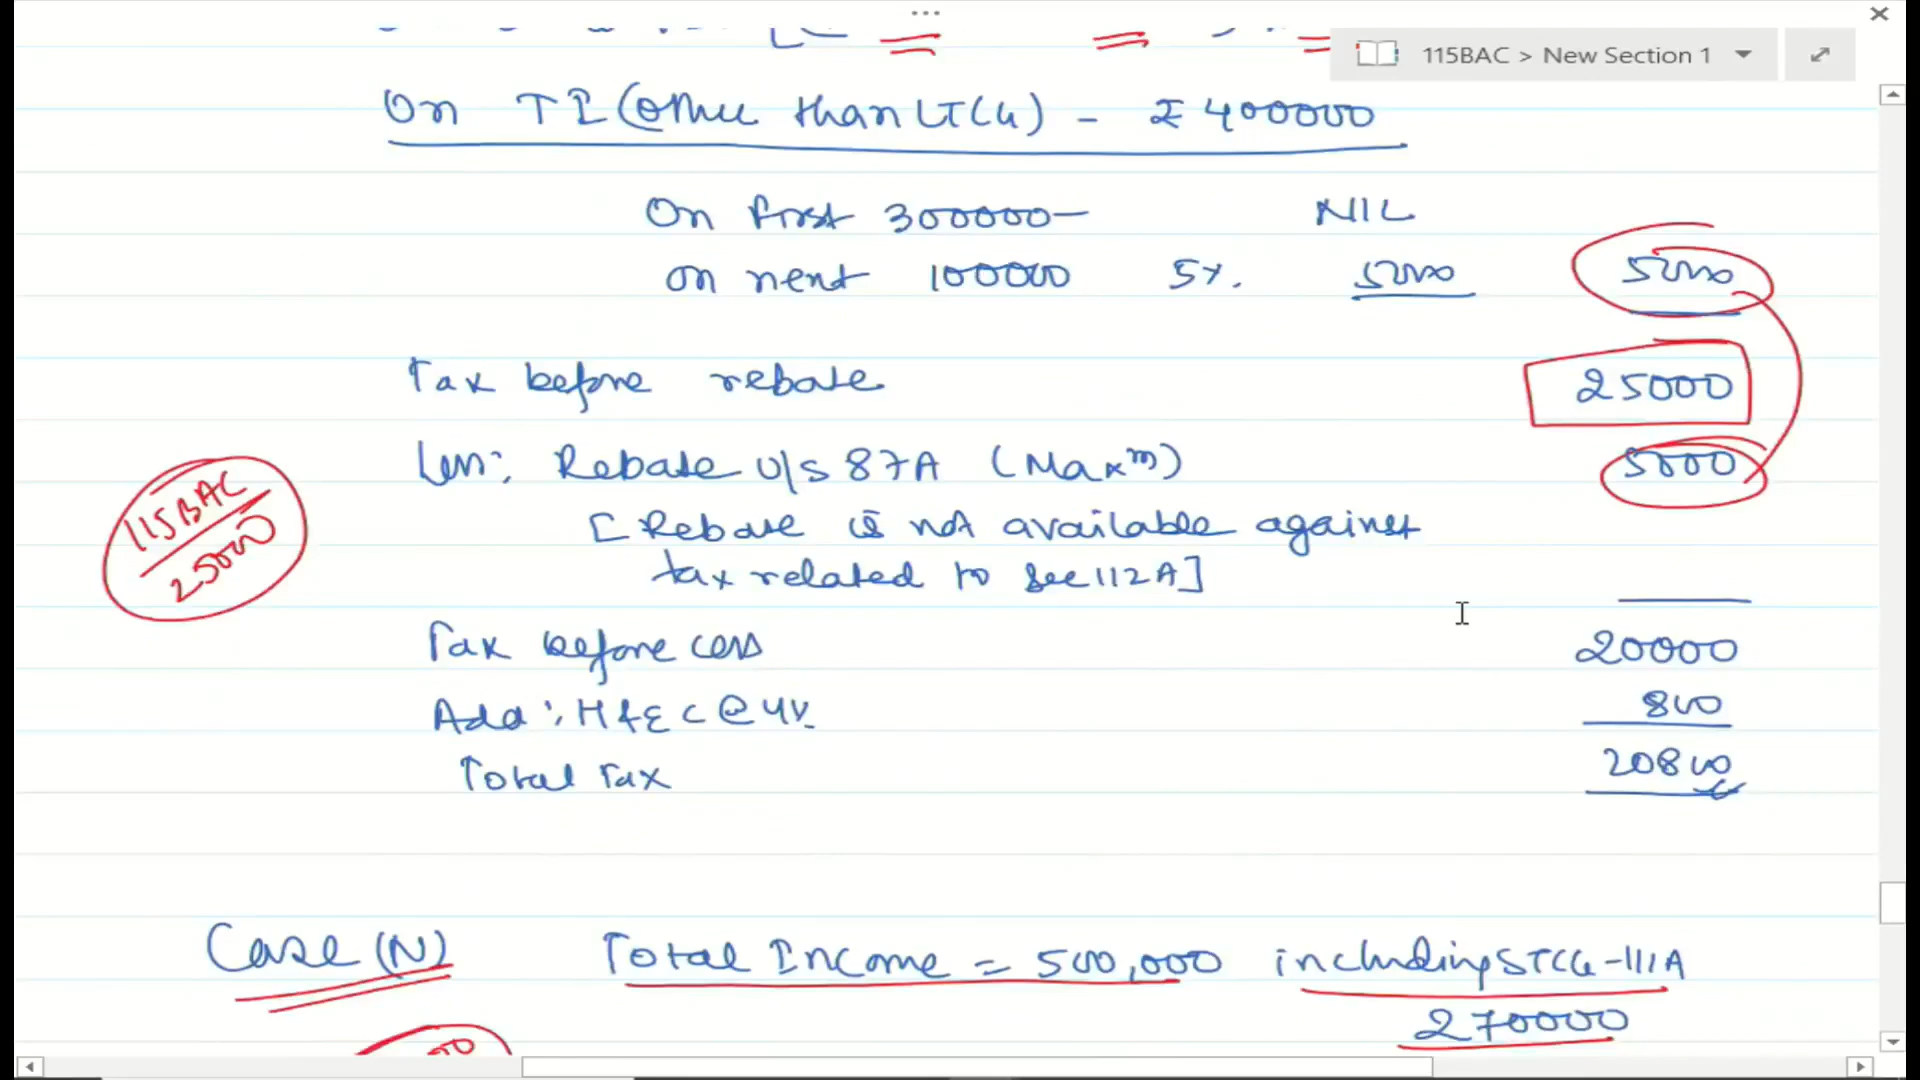 115BAC > New Section 1
On TI (other than LTCG) - ₹ 400000
On first 300000- NIL
on next 100000 5%. 5000 5000
Tax before rebate 25000
Less: Rebate U/S 87A (Maxm) 5000
115BAC
25000
[Rebate is not available against
tax related to Sec 112A]
Tax before cess 20000
Add: H&EC@4% 800
Total Tax 20800
Case (N) Total Income = 500,000 including STCG-111A
270000